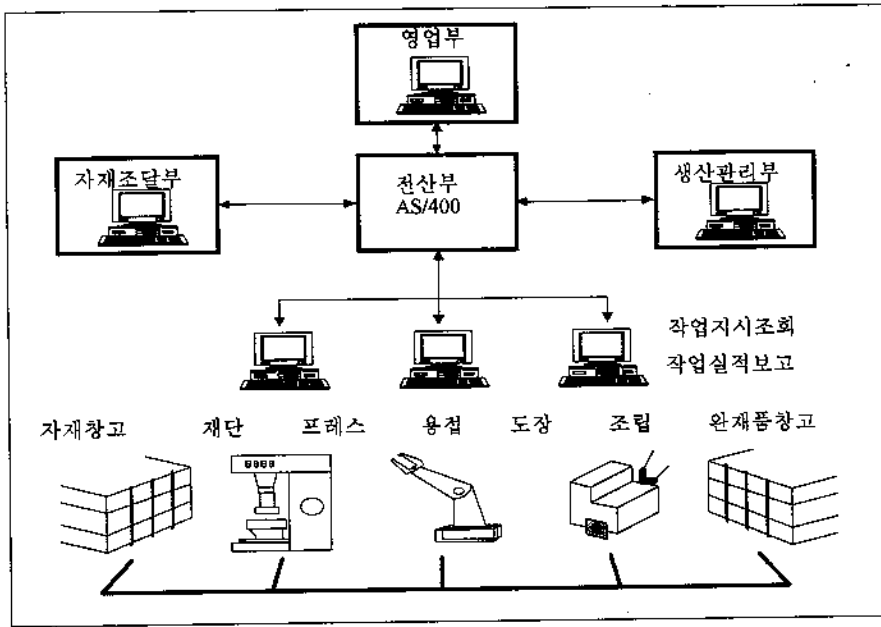 영업부
자재조달부
전산부
AS/400
생산관리부
작업지시조회
작업실적보고
자재창고 재단 프레스 용접 도장 조립 완재품창고